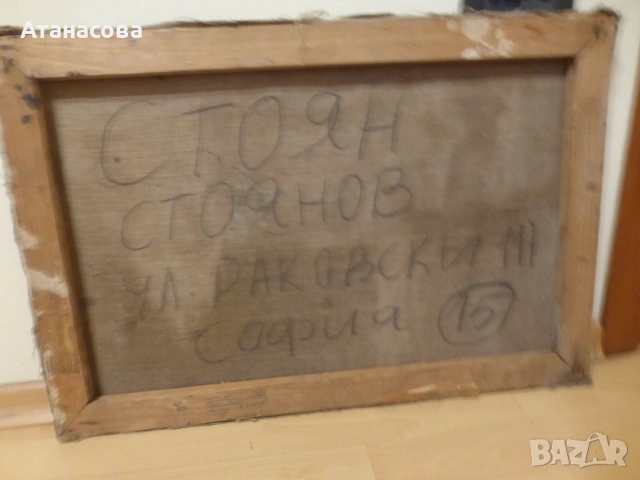 Атанасова
СТОЯН
СТОЯНОВ
УЛ. РАКОВСКИ 111
СОФИЯ 15
BAZAR